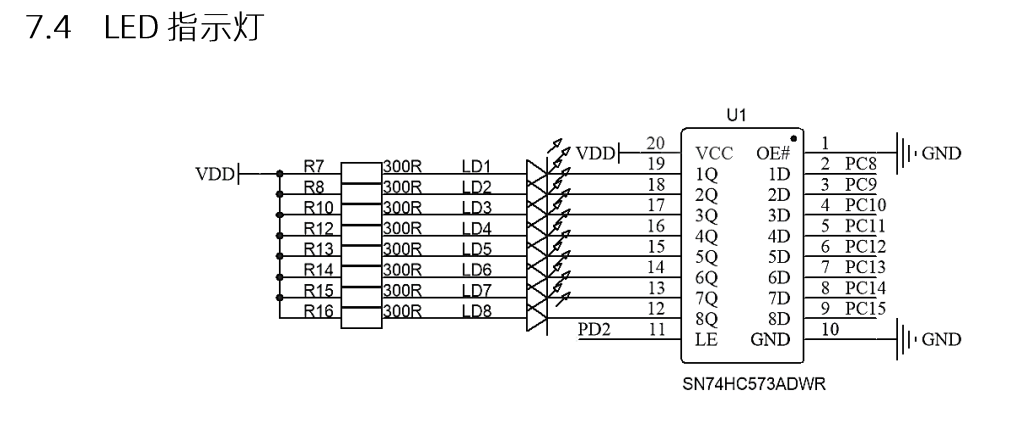 7.4 LED 指示灯
U1
VDD 20 VCC OE# 1 GND
VDD R7 300R LD1 19 1Q 1D 2 PC8
R8 300R LD2 18 2Q 2D 3 PC9
R10 300R LD3 17 3Q 3D 4 PC10
R12 300R LD4 16 4Q 4D 5 PC11
R13 300R LD5 15 5Q 5D 6 PC12
R14 300R LD6 14 6Q 6D 7 PC13
R15 300R LD7 13 7Q 7D 8 PC14
R16 300R LD8 12 8Q 8D 9 PC15
PD2 11 LE GND 10 GND
SN74HC573ADWR